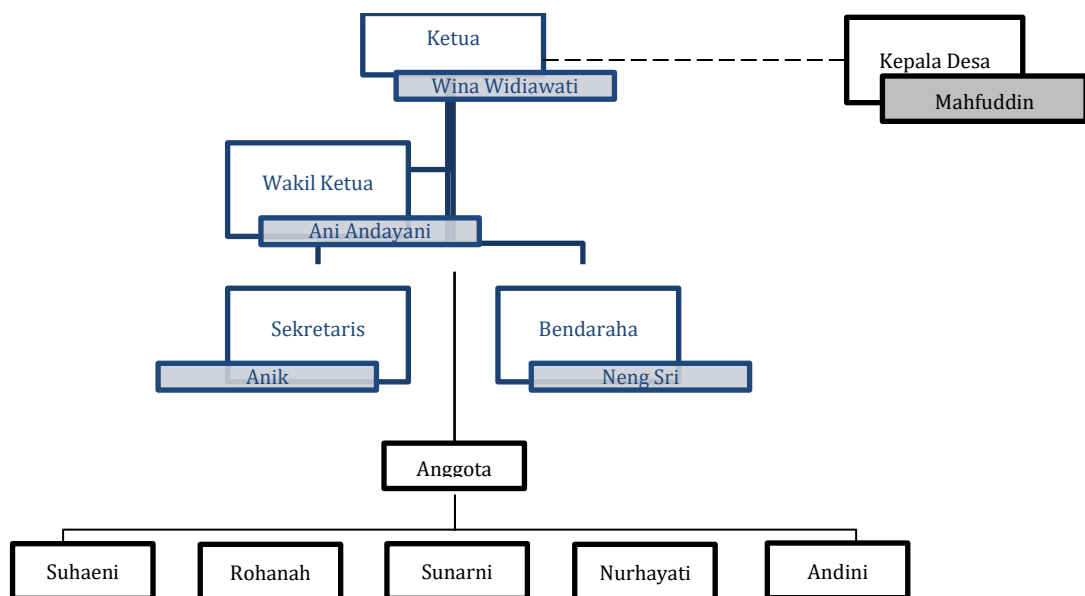 Ketua
Wina Widiawati
Kepala Desa
Mahfuddin
Wakil Ketua
Ani Andayani
Sekretaris
Anik
Bendaraha
Neng Sri
Anggota
Suhaeni
Rohanah
Sunarni
Nurhayati
Andini